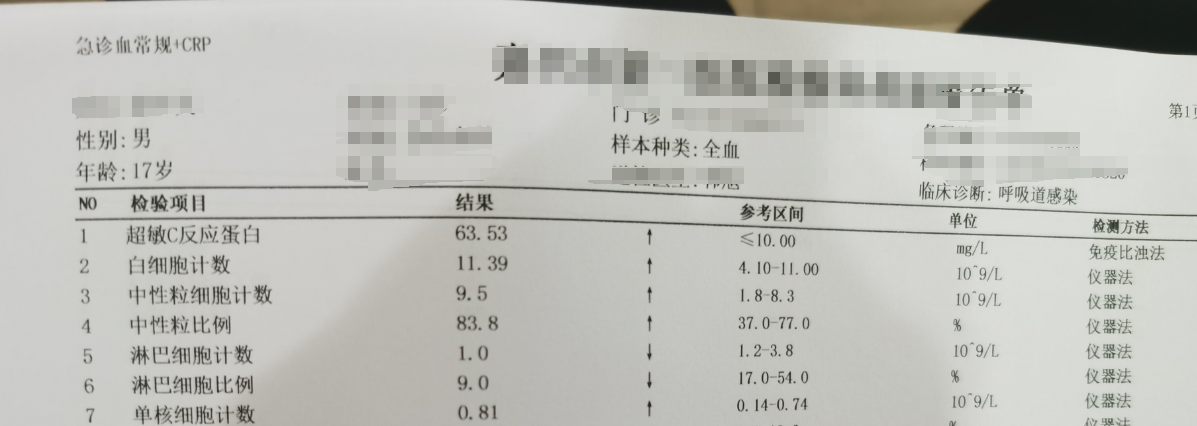 急诊血常规+CRP
第1页
门诊
性别:男
样本种类:全血
年龄:17岁
临床诊断:呼吸道感染
NO 检验项目 结果 参考区间 单位 检测方法
1 超敏C反应蛋白 63.53 ↑ ≤10.00 mg/L 免疫比浊法
2 白细胞计数 11.39 ↑ 4.10-11.00 10^9/L 仪器法
3 中性粒细胞计数 9.5 ↑ 1.8-8.3 10^9/L 仪器法
4 中性粒比例 83.8 ↑ 37.0-77.0 % 仪器法
5 淋巴细胞计数 1.0 ↓ 1.2-3.8 10^9/L 仪器法
6 淋巴细胞比例 9.0 ↓ 17.0-54.0 % 仪器法
7 单核细胞计数 0.81 ↑ 0.14-0.74 10^9/L 仪器法
%